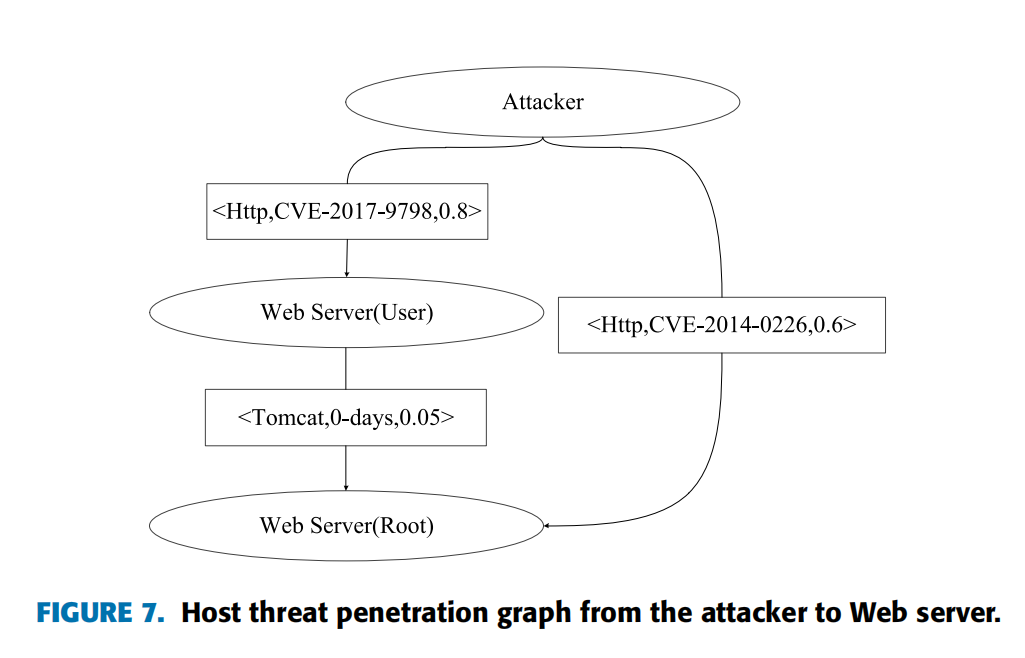 Attacker
<Http,CVE-2017-9798,0.8>
Web Server(User)
<Http,CVE-2014-0226,0.6>
<Tomcat,0-days,0.05>
Web Server(Root)
FIGURE 7. Host threat penetration graph from the attacker to Web server.